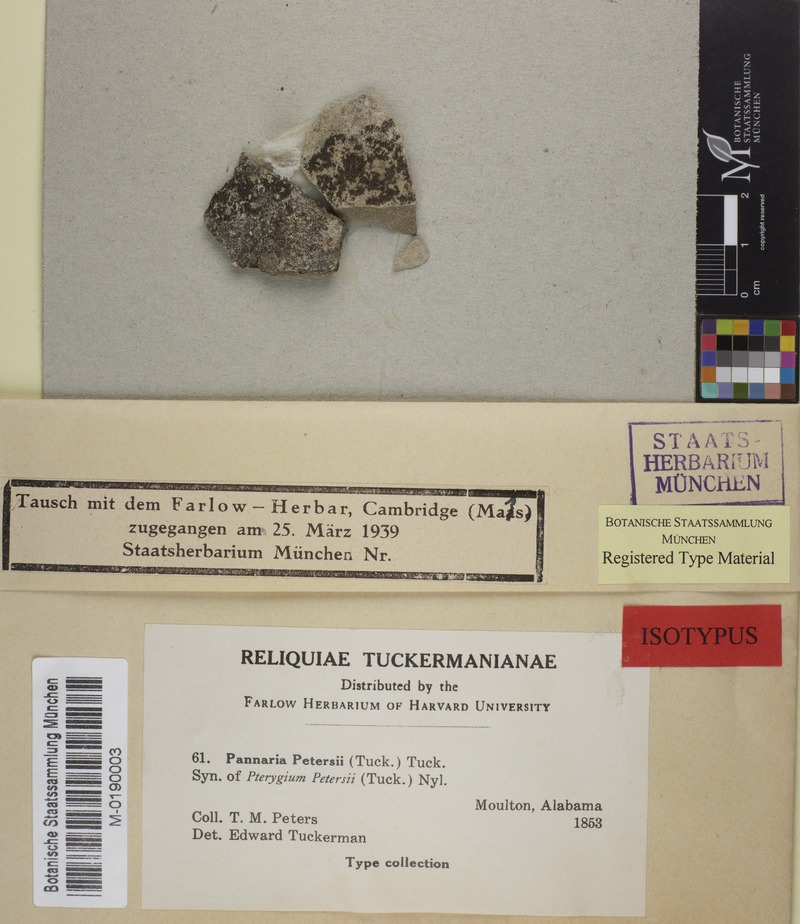 BOTANISCHE
STAATSSAMMLUNG
MÜNCHEN
M
0 1 2
cm
copyright reserved
STAATS-
HERBARIUM
MÜNCHEN
Tausch mit dem Farlow – Herbar, Cambridge
zugegangen am 25. März 1939
Staatsherbarium München Nr.
BOTANISCHE STAATSSAMMLUNG
MÜNCHEN
Registered Type Material
ISOTYPUS
Botanische Staatssammlung München
M-0190003
RELIQUIAE TUCKERMANIANAE
Distributed by the
FARLOW HERBARIUM OF HARVARD UNIVERSITY
61. Pannaria Petersii (Tuck.) Tuck.
Syn. of Pterygium Petersii (Tuck.) Nyl.
Moulton, Alabama
1853
Coll. T. M. Peters
Det. Edward Tuckerman
Type collection